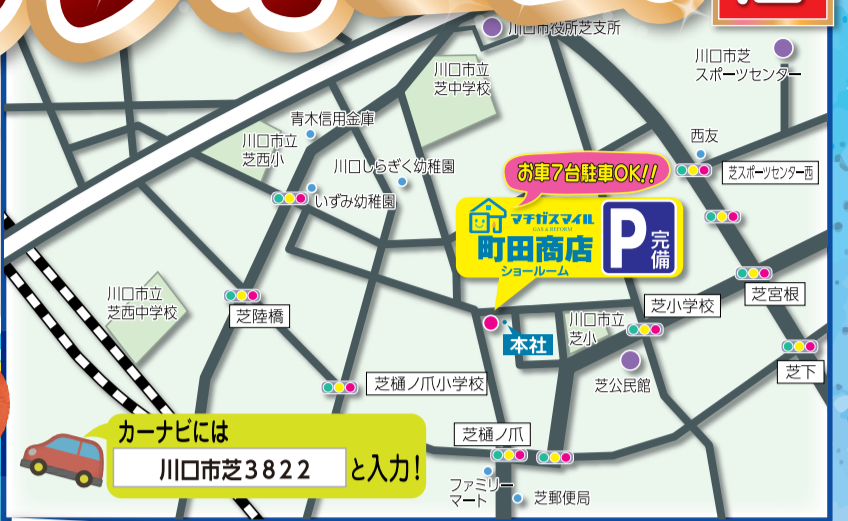 川口市役所芝支所
川口市芝
スポーツセンター
川口市立
芝中学校
青木信用金庫
川口市立
芝西小
西友
川口しらぎく幼稚園
お車7台駐車OK!!
芝スポーツセンター西
いずみ幼稚園
マチガスマイル
GAS & REFORM
町田商店
ショールーム
P
完備
川口市立
芝西中学校
芝陸橋
芝宮根
芝小学校
川口市立
芝小
本社
芝下
芝公民館
芝樋ノ爪小学校
カーナビには
川口市芝3822
と入力!
芝樋ノ爪
ファミリー
マート
芝郵便局